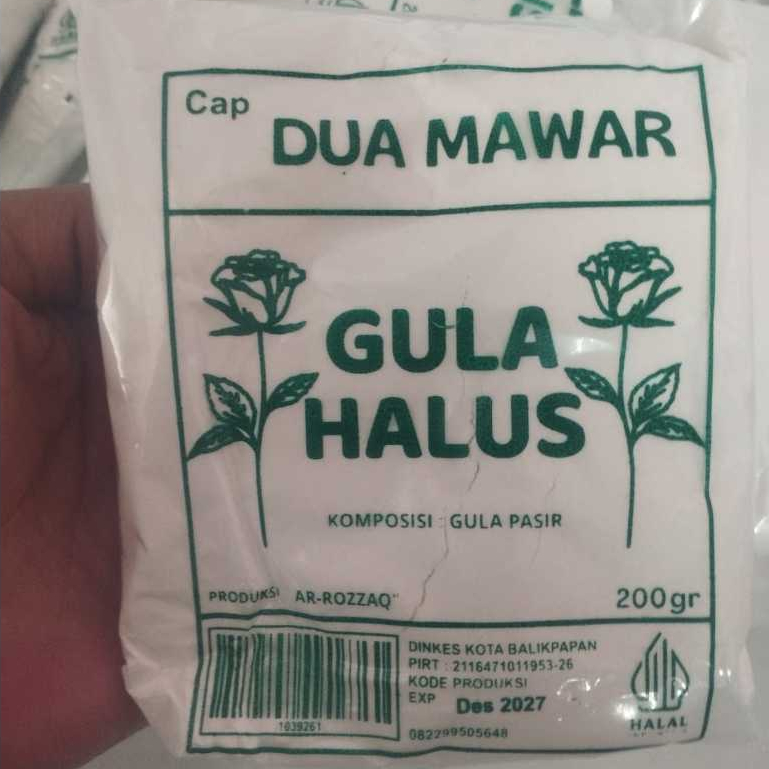 Cap
DUA MAWAR
GULA
HALUS
KOMPOSISI : GULA PASIR
PRODUKSI AR-ROZZAQ"
200gr
1039261
DINKES KOTA BALIKPAPAN
PIRT : 2116471011953-26
KODE PRODUKSI
EXP Des 2027
082299505648
HALAL